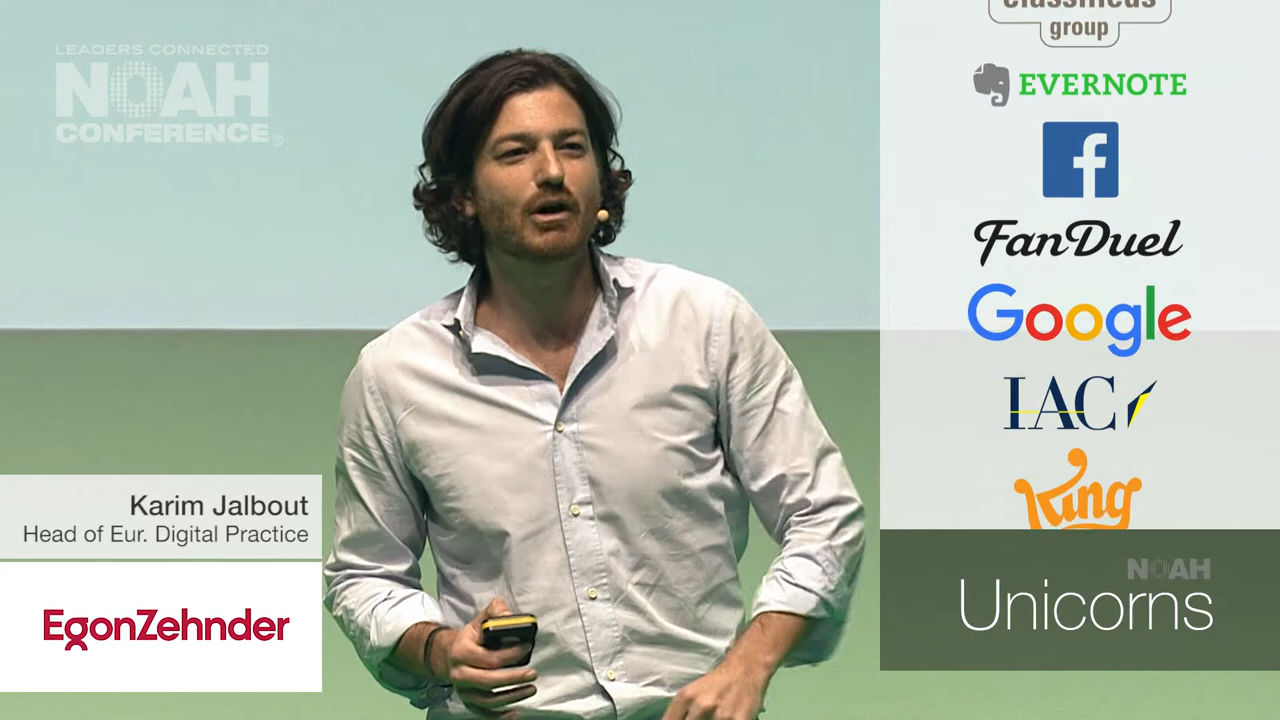 LEADERS CONNECTED
NOAH
CONFERENCE®
Karim Jalbout
Head of Eur. Digital Practice
EgonZehnder
classifieds
group
EVERNOTE
f
FanDuel
Google
IAC
King
NOAH
Unicorns